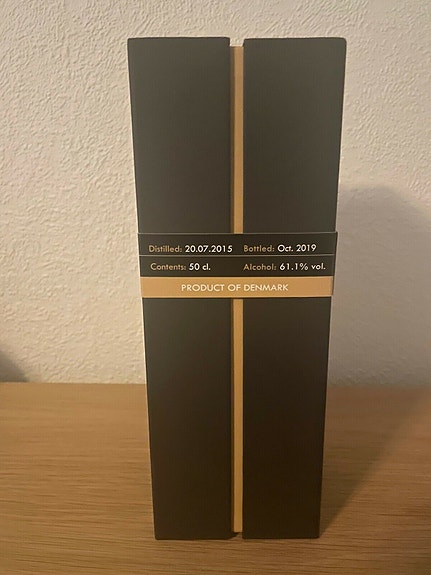 Distilled: 20.07.2015 Bottled: Oct. 2019
Contents: 50 cl. Alcohol: 61.1% vol.
PRODUCT OF DENMARK